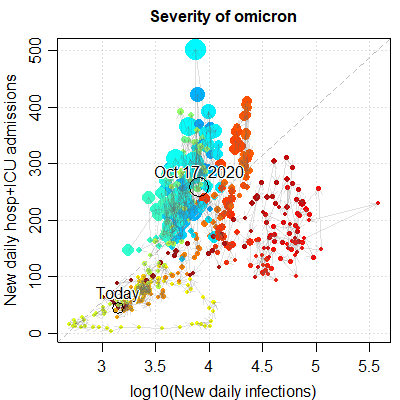 Severity of omicron
New daily hosp+ICU admissions
500
400
300
200
100
0
Oct 17, 2020
Today
3
3.5
4
4.5
5
5.5
log10(New daily infections)